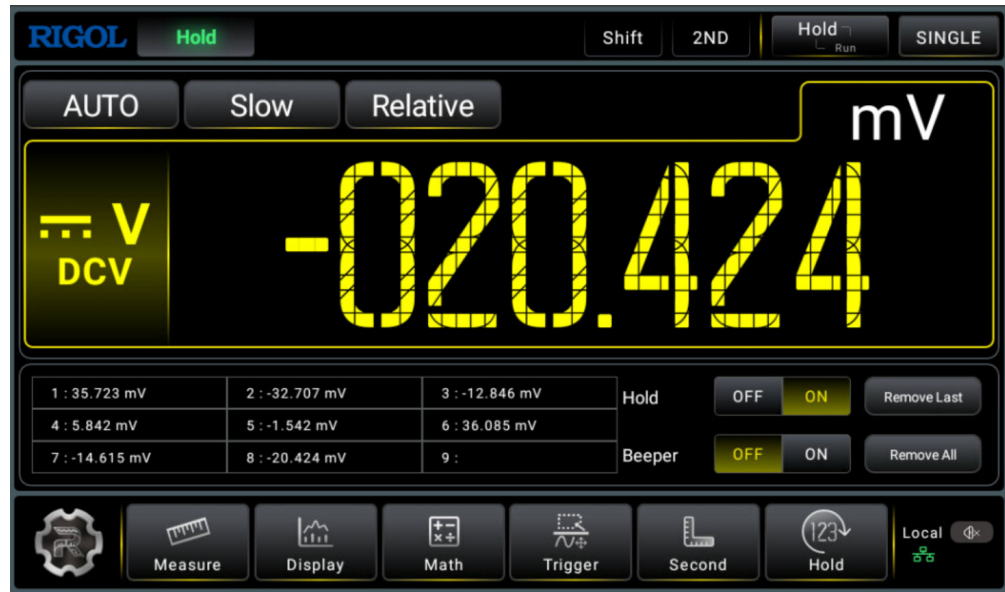 RIGOL Hold Shift 2ND Hold Run SINGLE
AUTO Slow Relative mV
V
DCV
-020.424
1 : 35.723 mV 2 : -32.707 mV 3 : -12.846 mV
4 : 5.842 mV 5 : -1.542 mV 6 : 36.085 mV
7 : -14.615 mV 8 : -20.424 mV 9 :
Hold OFF ON Remove Last
Beeper OFF ON Remove All
Measure Display Math Trigger Second 123 Hold Local